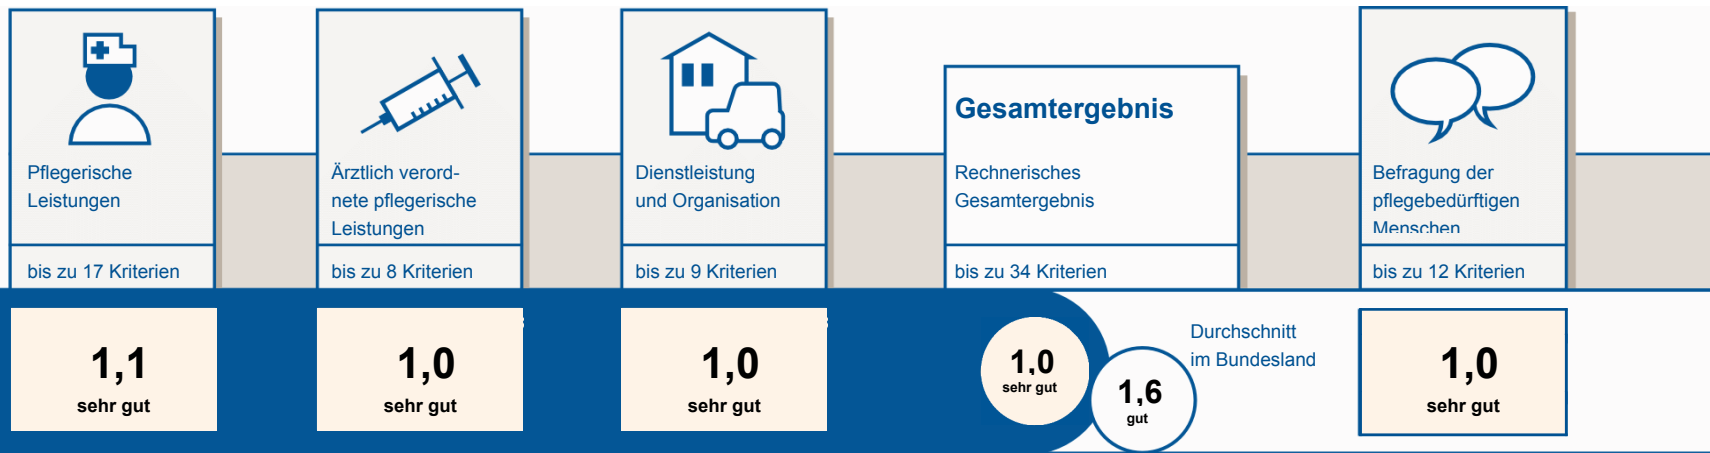 Pflegerische
Leistungen
bis zu 17 Kriterien
1,1
sehr gut
Ärztlich verord-
nete pflegerische
Leistungen
bis zu 8 Kriterien
1,0
sehr gut
Dienstleistung
und Organisation
bis zu 9 Kriterien
1,0
sehr gut
Gesamtergebnis
Rechnerisches
Gesamtergebnis
bis zu 34 Kriterien
1,0
sehr gut
1,6
gut
Durchschnitt
im Bundesland
Befragung der
pflegebedürftigen
Menschen
bis zu 12 Kriterien
1,0
sehr gut